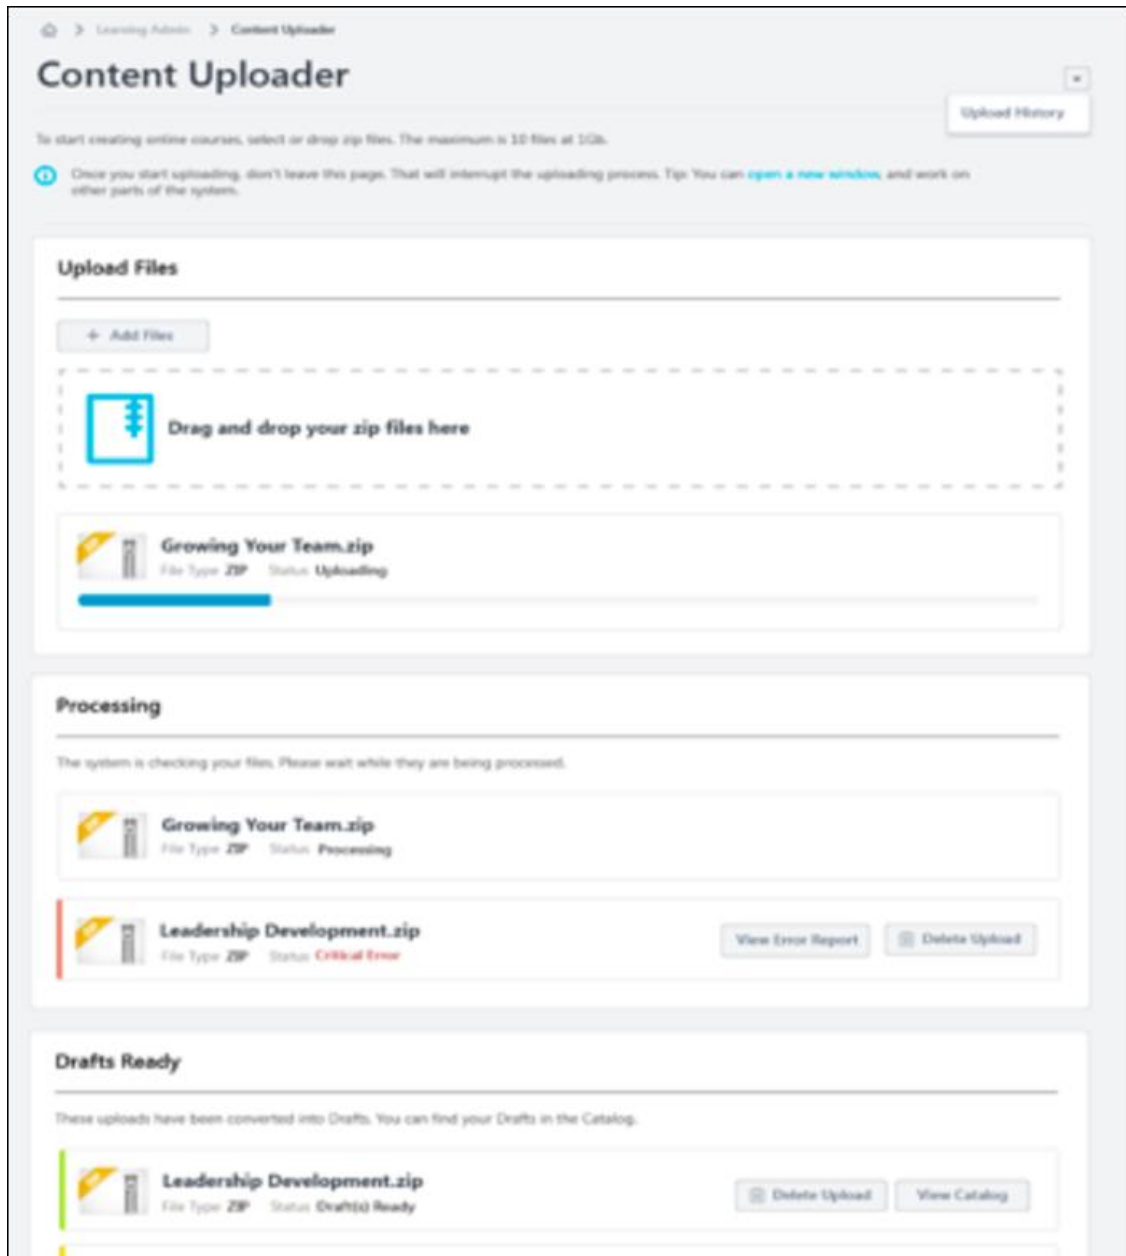 Learning Admin > Content Uploader
Content Uploader
Upload History
To start creating online courses, select or drop zip files. The maximum is 10 files at 1Gb.
Once you start uploading, don't leave this page. That will interrupt the uploading process. Tip: You can open a new window, and work on
other parts of the system.
Upload Files
+ Add Files
Drag and drop your zip files here
Growing Your Team.zip
File Type ZIP Status Uploading
Processing
The system is checking your files. Please wait while they are being processed.
Growing Your Team.zip
File Type ZIP Status Processing
Leadership Development.zip
File Type ZIP Status Critical Error
View Error Report
Delete Upload
Drafts Ready
These uploads have been converted into Drafts. You can find your Drafts in the Catalog.
Leadership Development.zip
File Type ZIP Status Draft(s) Ready
Delete Upload
View Catalog